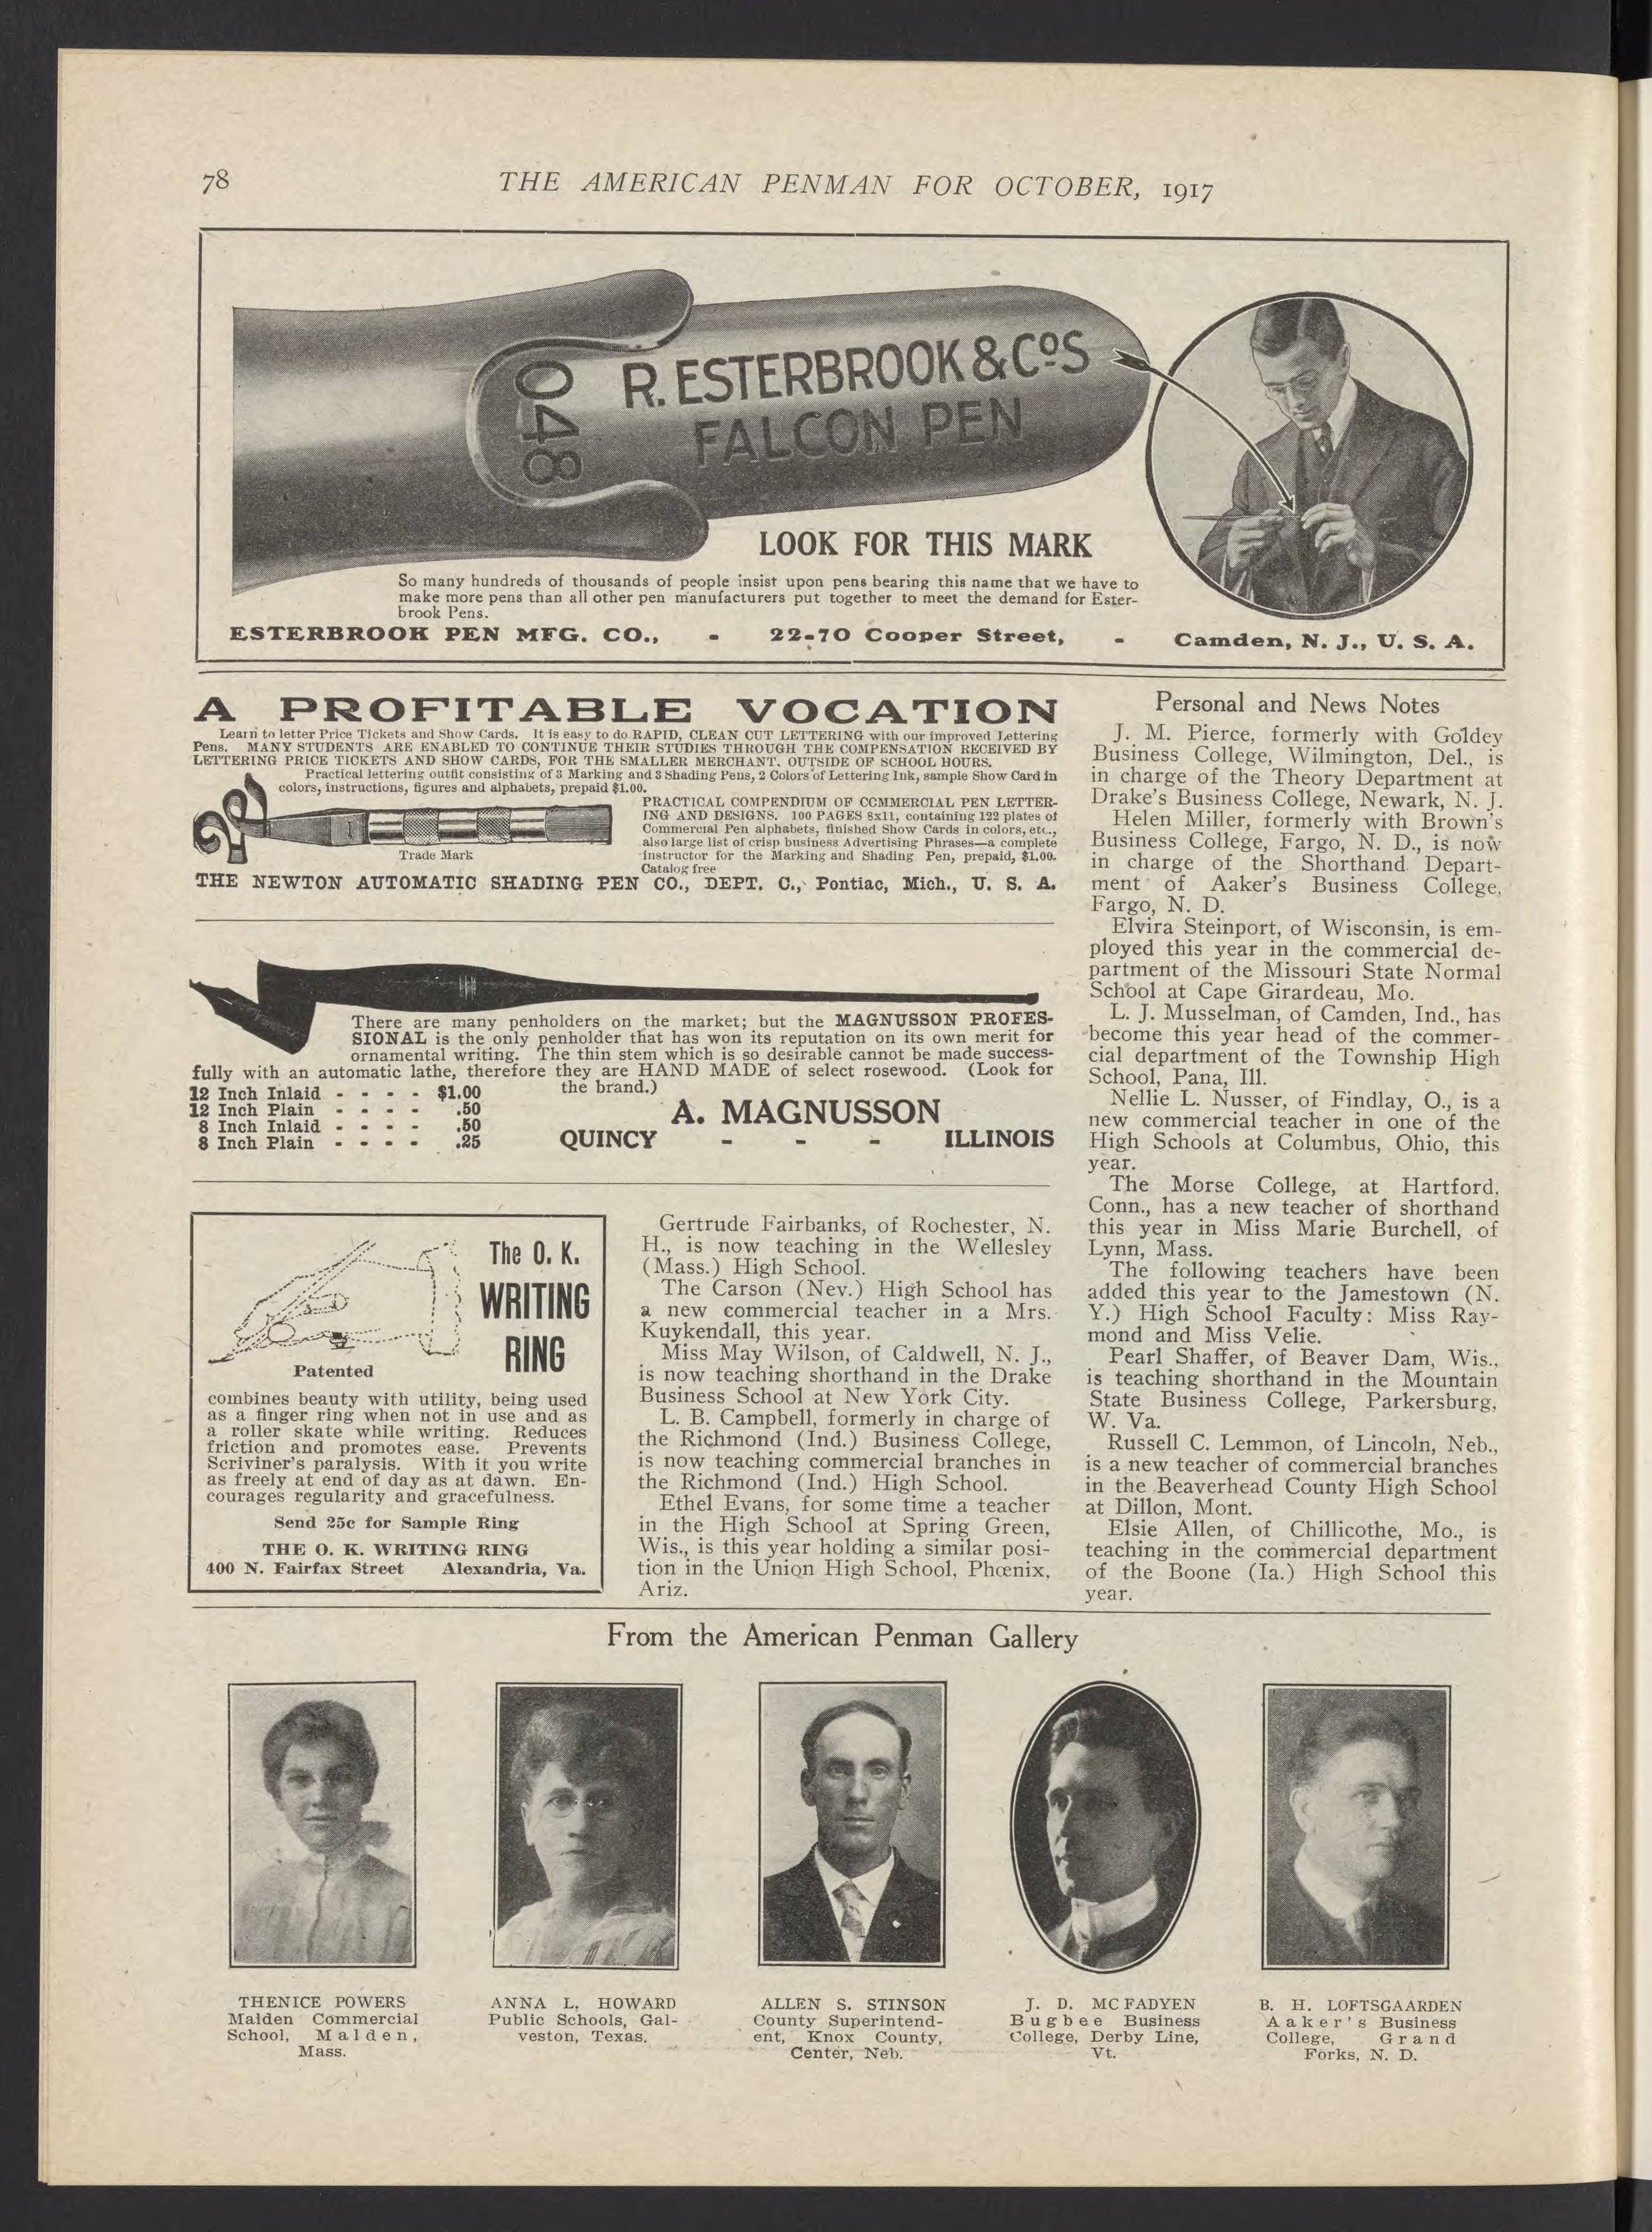 78
THE AMERICAN PENMAN FOR OCTOBER, 1917
048
R. ESTERBROOK & Co's
FALCON PEN
LOOK FOR THIS MARK
So many hundreds of thousands of people insist upon pens bearing this name that we have to
make more pens than all other pen manufacturers put together to meet the demand for Ester-
brook Pens.
ESTERBROOK PEN MFG. CO., - 22-70 Cooper Street, - Camden, N. J., U. S. A.
A PROFITABLE VOCATION
Learn to letter Price Tickets and Show Cards. It is easy to do RAPID, CLEAN CUT LETTERING with our improved Lettering
Pens. MANY STUDENTS ARE ENABLED TO CONTINUE THEIR STUDIES THROUGH THE COMPENSATION RECEIVED BY
LETTERING PRICE TICKETS AND SHOW CARDS, FOR THE SMALLER MERCHANT, OUTSIDE OF SCHOOL HOURS.
Practical lettering outfit consisting of 3 Marking and 3 Shading Pens, 2 Colors of Lettering Ink, sample Show Card in
colors, instructions, figures and alphabets, prepaid $1.00.
PRACTICAL COMPENDIUM OF COMMERCIAL PEN LETTER-
ING AND DESIGNS. 100 PAGES 8x11, containing 122 plates of
Commercial Pen alphabets, finished Show Cards in colors, etc.,
also large list of crisp business Advertising Phrases—a complete
instructor for the Marking and Shading Pen, prepaid, $1.00.
Catalog free
1
Trade Mark
THE NEWTON AUTOMATIC SHADING PEN CO., DEPT. C., Pontiac, Mich., U. S. A.
There are many penholders on the market; but the MAGNUSSON PROFES-
SIONAL is the only penholder that has won its reputation on its own merit for
ornamental writing. The thin stem which is so desirable cannot be made success-
fully with an automatic lathe, therefore they are HAND MADE of select rosewood. (Look for
the brand.)
12 Inch Inlaid - - - - $1.00
12 Inch Plain - - - - .50
8 Inch Inlaid - - - - .50
8 Inch Plain - - - - .25
A. MAGNUSSON
QUINCY - - - ILLINOIS
The O. K.
WRITING
RING
Patented
combines beauty with utility, being used
as a finger ring when not in use and as
a roller skate while writing. Reduces
friction and promotes ease. Prevents
Scriviner's paralysis. With it you write
as freely at end of day as at dawn. En-
courages regularity and gracefulness.
Send 25c for Sample Ring
THE O. K. WRITING RING
400 N. Fairfax Street Alexandria, Va.
Gertrude Fairbanks, of Rochester, N.
H., is now teaching in the Wellesley
(Mass.) High School.
The Carson (Nev.) High School has
a new commercial teacher in a Mrs.
Kuykendall, this year.
Miss May Wilson, of Caldwell, N. J.,
is now teaching shorthand in the Drake
Business School at New York City.
L. B. Campbell, formerly in charge of
the Richmond (Ind.) Business College,
is now teaching commercial branches in
the Richmond (Ind.) High School.
Ethel Evans, for some time a teacher
in the High School at Spring Green,
Wis., is this year holding a similar posi-
tion in the Union High School, Phœnix,
Ariz.
Personal and News Notes
J. M. Pierce, formerly with Goldey
Business College, Wilmington, Del., is
in charge of the Theory Department at
Drake's Business College, Newark, N. J.
Helen Miller, formerly with Brown's
Business College, Fargo, N. D., is now
in charge of the Shorthand Depart-
ment of Aaker's Business College,
Fargo, N. D.
Elvira Steinport, of Wisconsin, is em-
ployed this year in the commercial de-
partment of the Missouri State Normal
School at Cape Girardeau, Mo.
L. J. Musselman, of Camden, Ind., has
become this year head of the commer-
cial department of the Township High
School, Pana, Ill.
Nellie L. Nusser, of Findlay, O., is a
new commercial teacher in one of the
High Schools at Columbus, Ohio, this
year.
The Morse College, at Hartford,
Conn., has a new teacher of shorthand
this year in Miss Marie Burchell, of
Lynn, Mass.
The following teachers have been
added this year to the Jamestown (N.
Y.) High School Faculty: Miss Ray-
mond and Miss Velie.
Pearl Shaffer, of Beaver Dam, Wis.,
is teaching shorthand in the Mountain
State Business College, Parkersburg,
W. Va.
Russell C. Lemmon, of Lincoln, Neb.,
is a new teacher of commercial branches
in the Beaverhead County High School
at Dillon, Mont.
Elsie Allen, of Chillicothe, Mo., is
teaching in the commercial department
of the Boone (Ia.) High School this
year.
From the American Penman Gallery
THENICE POWERS
Malden Commercial
School, Malden,
Mass.
ANNA L. HOWARD
Public Schools, Gal-
veston, Texas.
ALLEN S. STINSON
County Superintend-
ent, Knox County,
Center, Neb.
J. D. MC FADYEN
Bugbee Business
College, Derby Line,
Vt.
B. H. LOFTSGAARDEN
Aaker's Business
College, Grand
Forks, N. D.